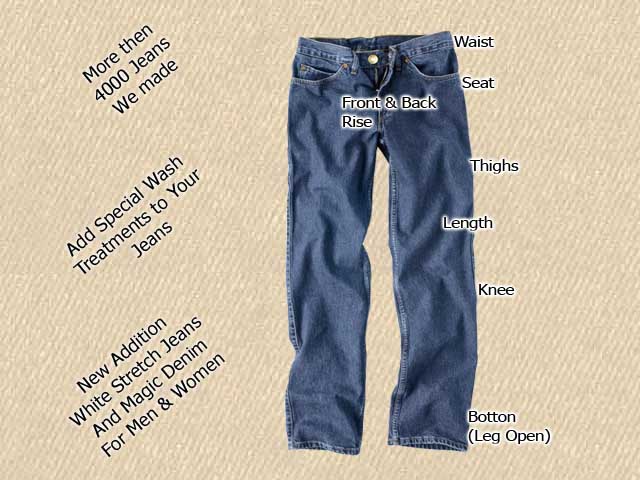 More then
4000 Jeans
We made
Add Special Wash
Treatments to Your
Jeans
New Addition
White Stretch Jeans
And Magic Denim
For Men & Women
Waist
Seat
Front & Back
Rise
Thighs
Length
Knee
Botton
(Leg Open)